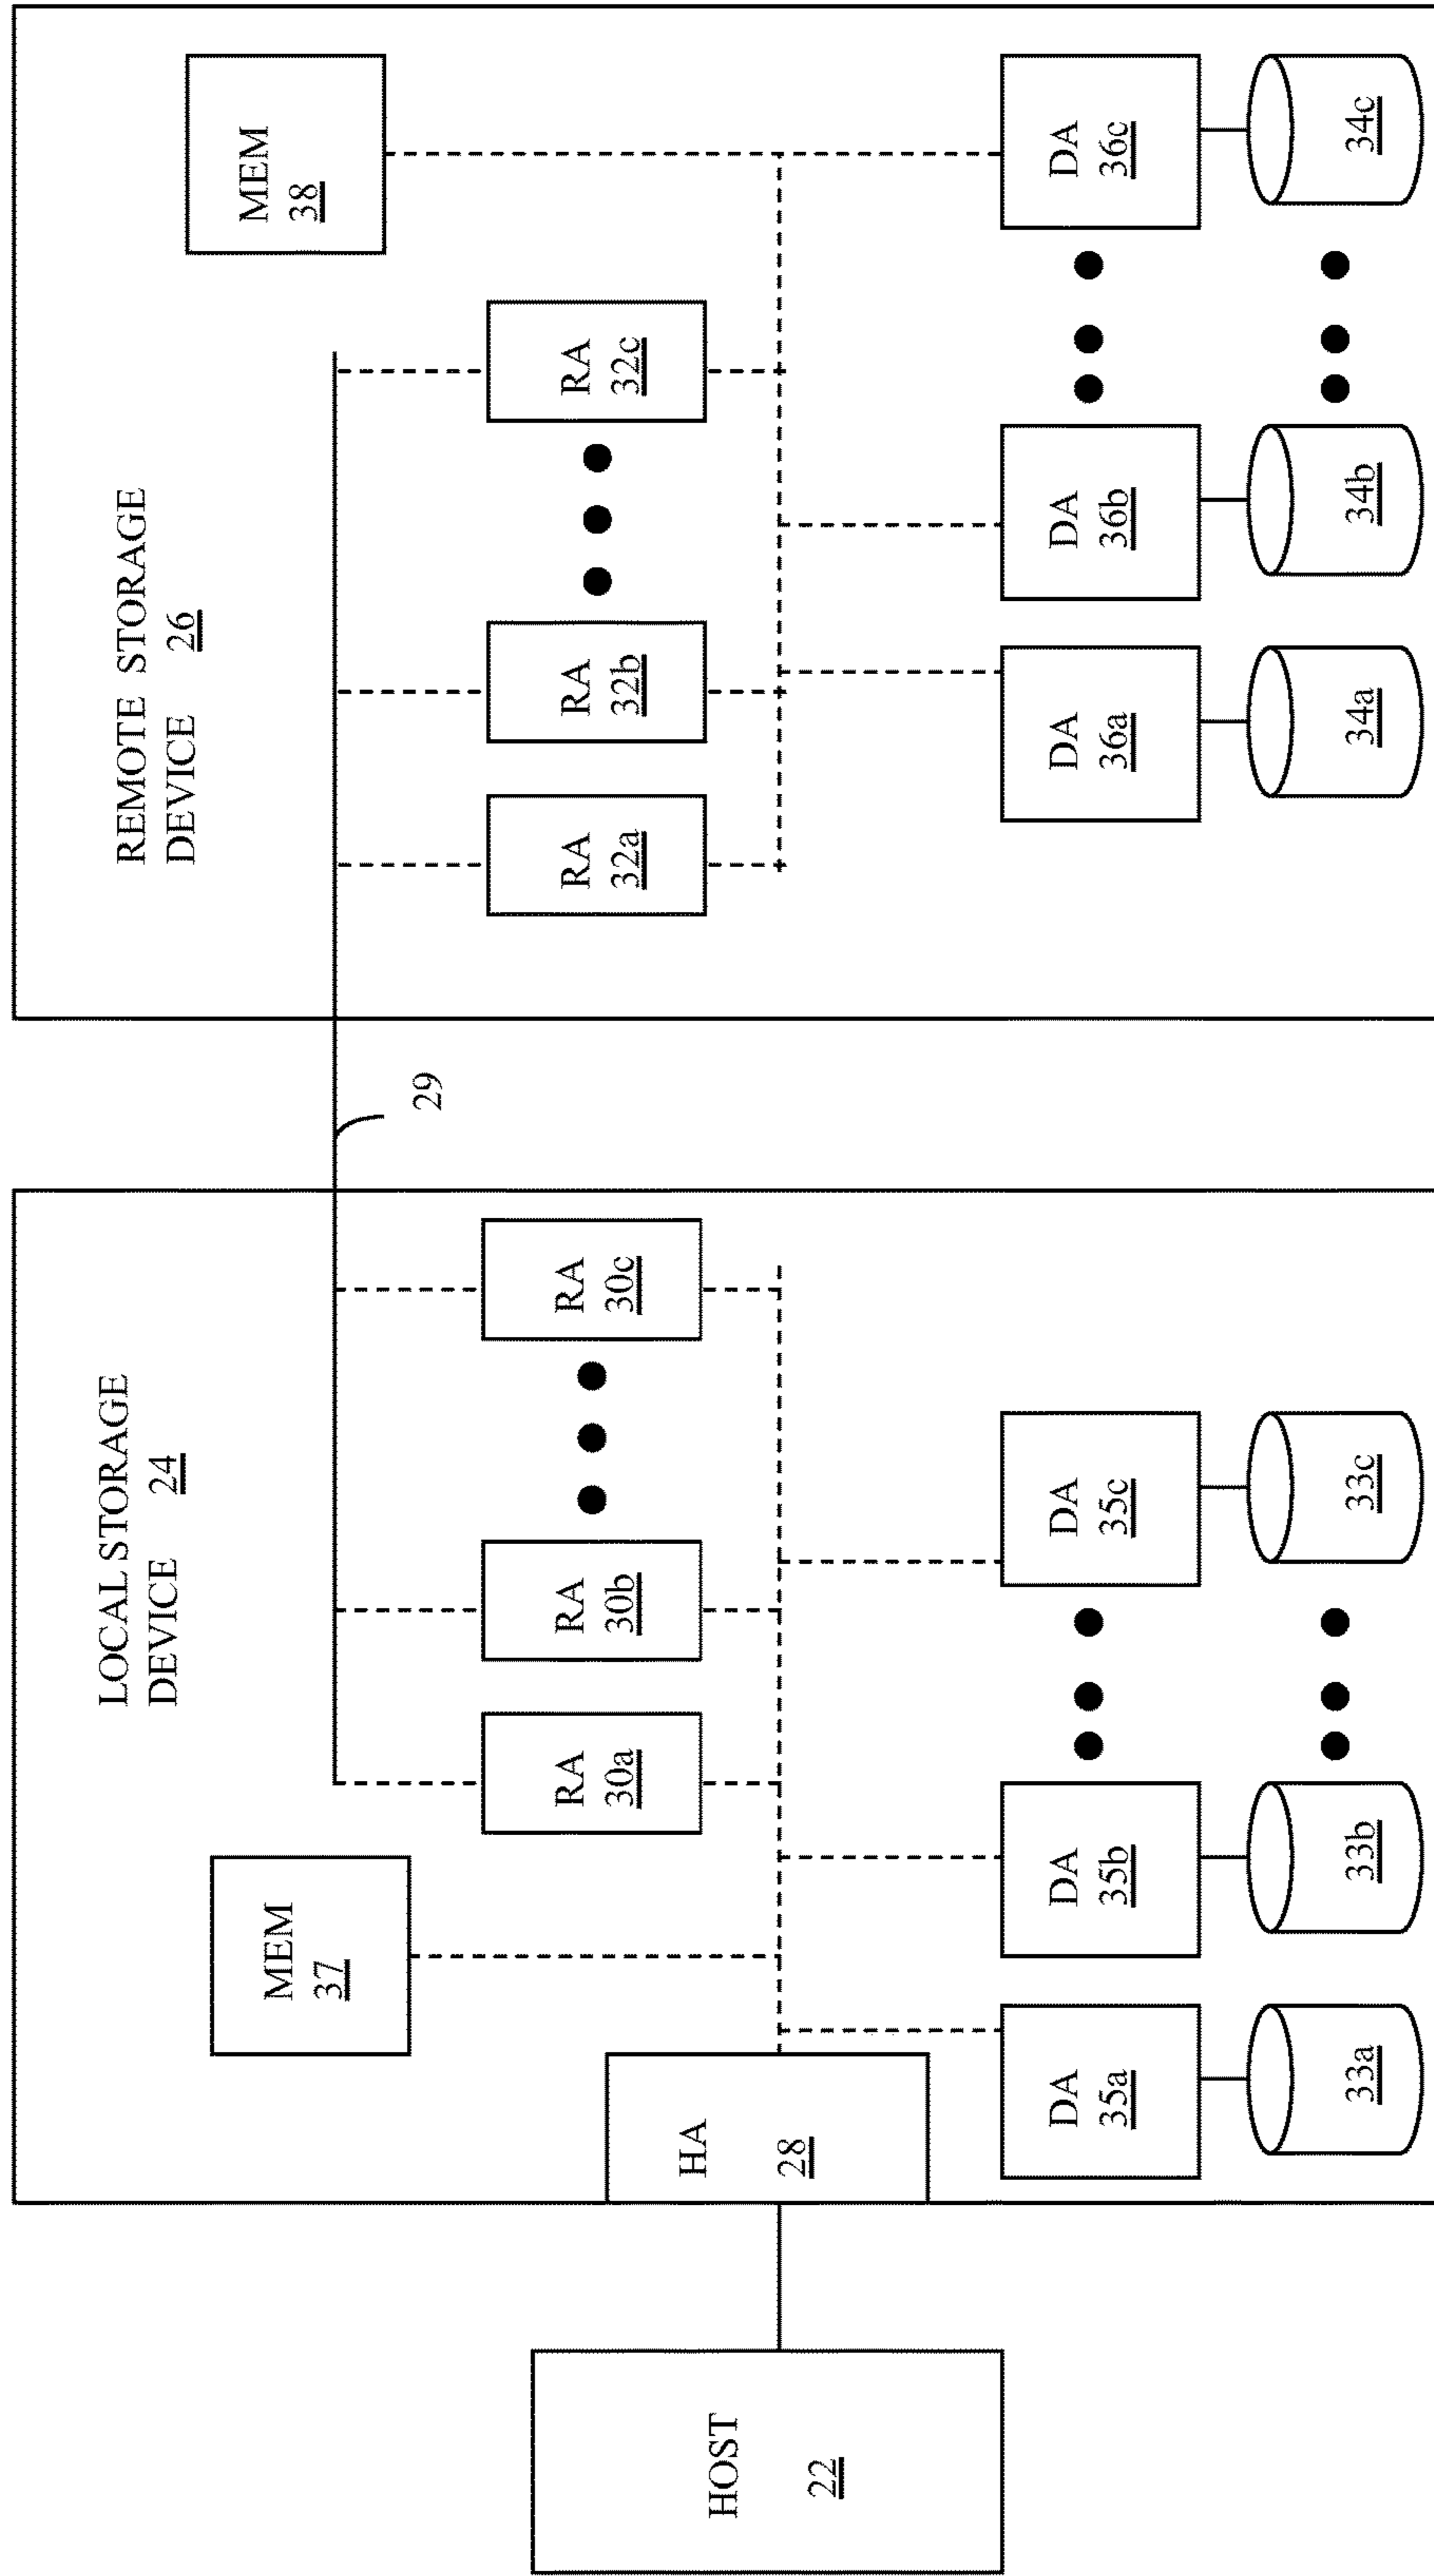 HOST
22
LOCAL STORAGE
DEVICE 24
MEM
37
HA
28
RA
30a
RA
30b
RA
30c
DA
35a
DA
35b
DA
35c
33a
33b
33c
29
REMOTE STORAGE
DEVICE 26
MEM
38
RA
32a
RA
32b
RA
32c
DA
36a
DA
36b
DA
36c
34a
34b
34c